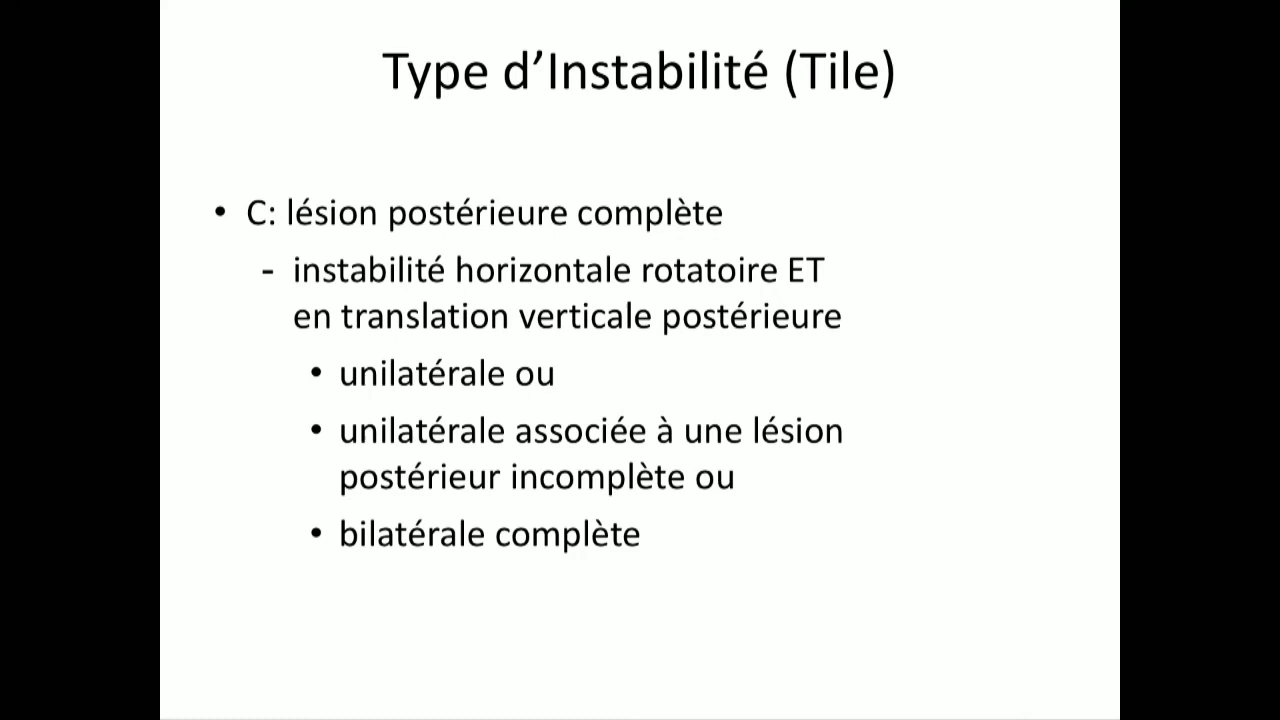 Type d’Instabilité (Tile)
• C: lésion postérieure complète
- instabilité horizontale rotatoire ET
en translation verticale postérieure
• unilatérale ou
• unilatérale associée à une lésion
postérieur incomplète ou
• bilatérale complète